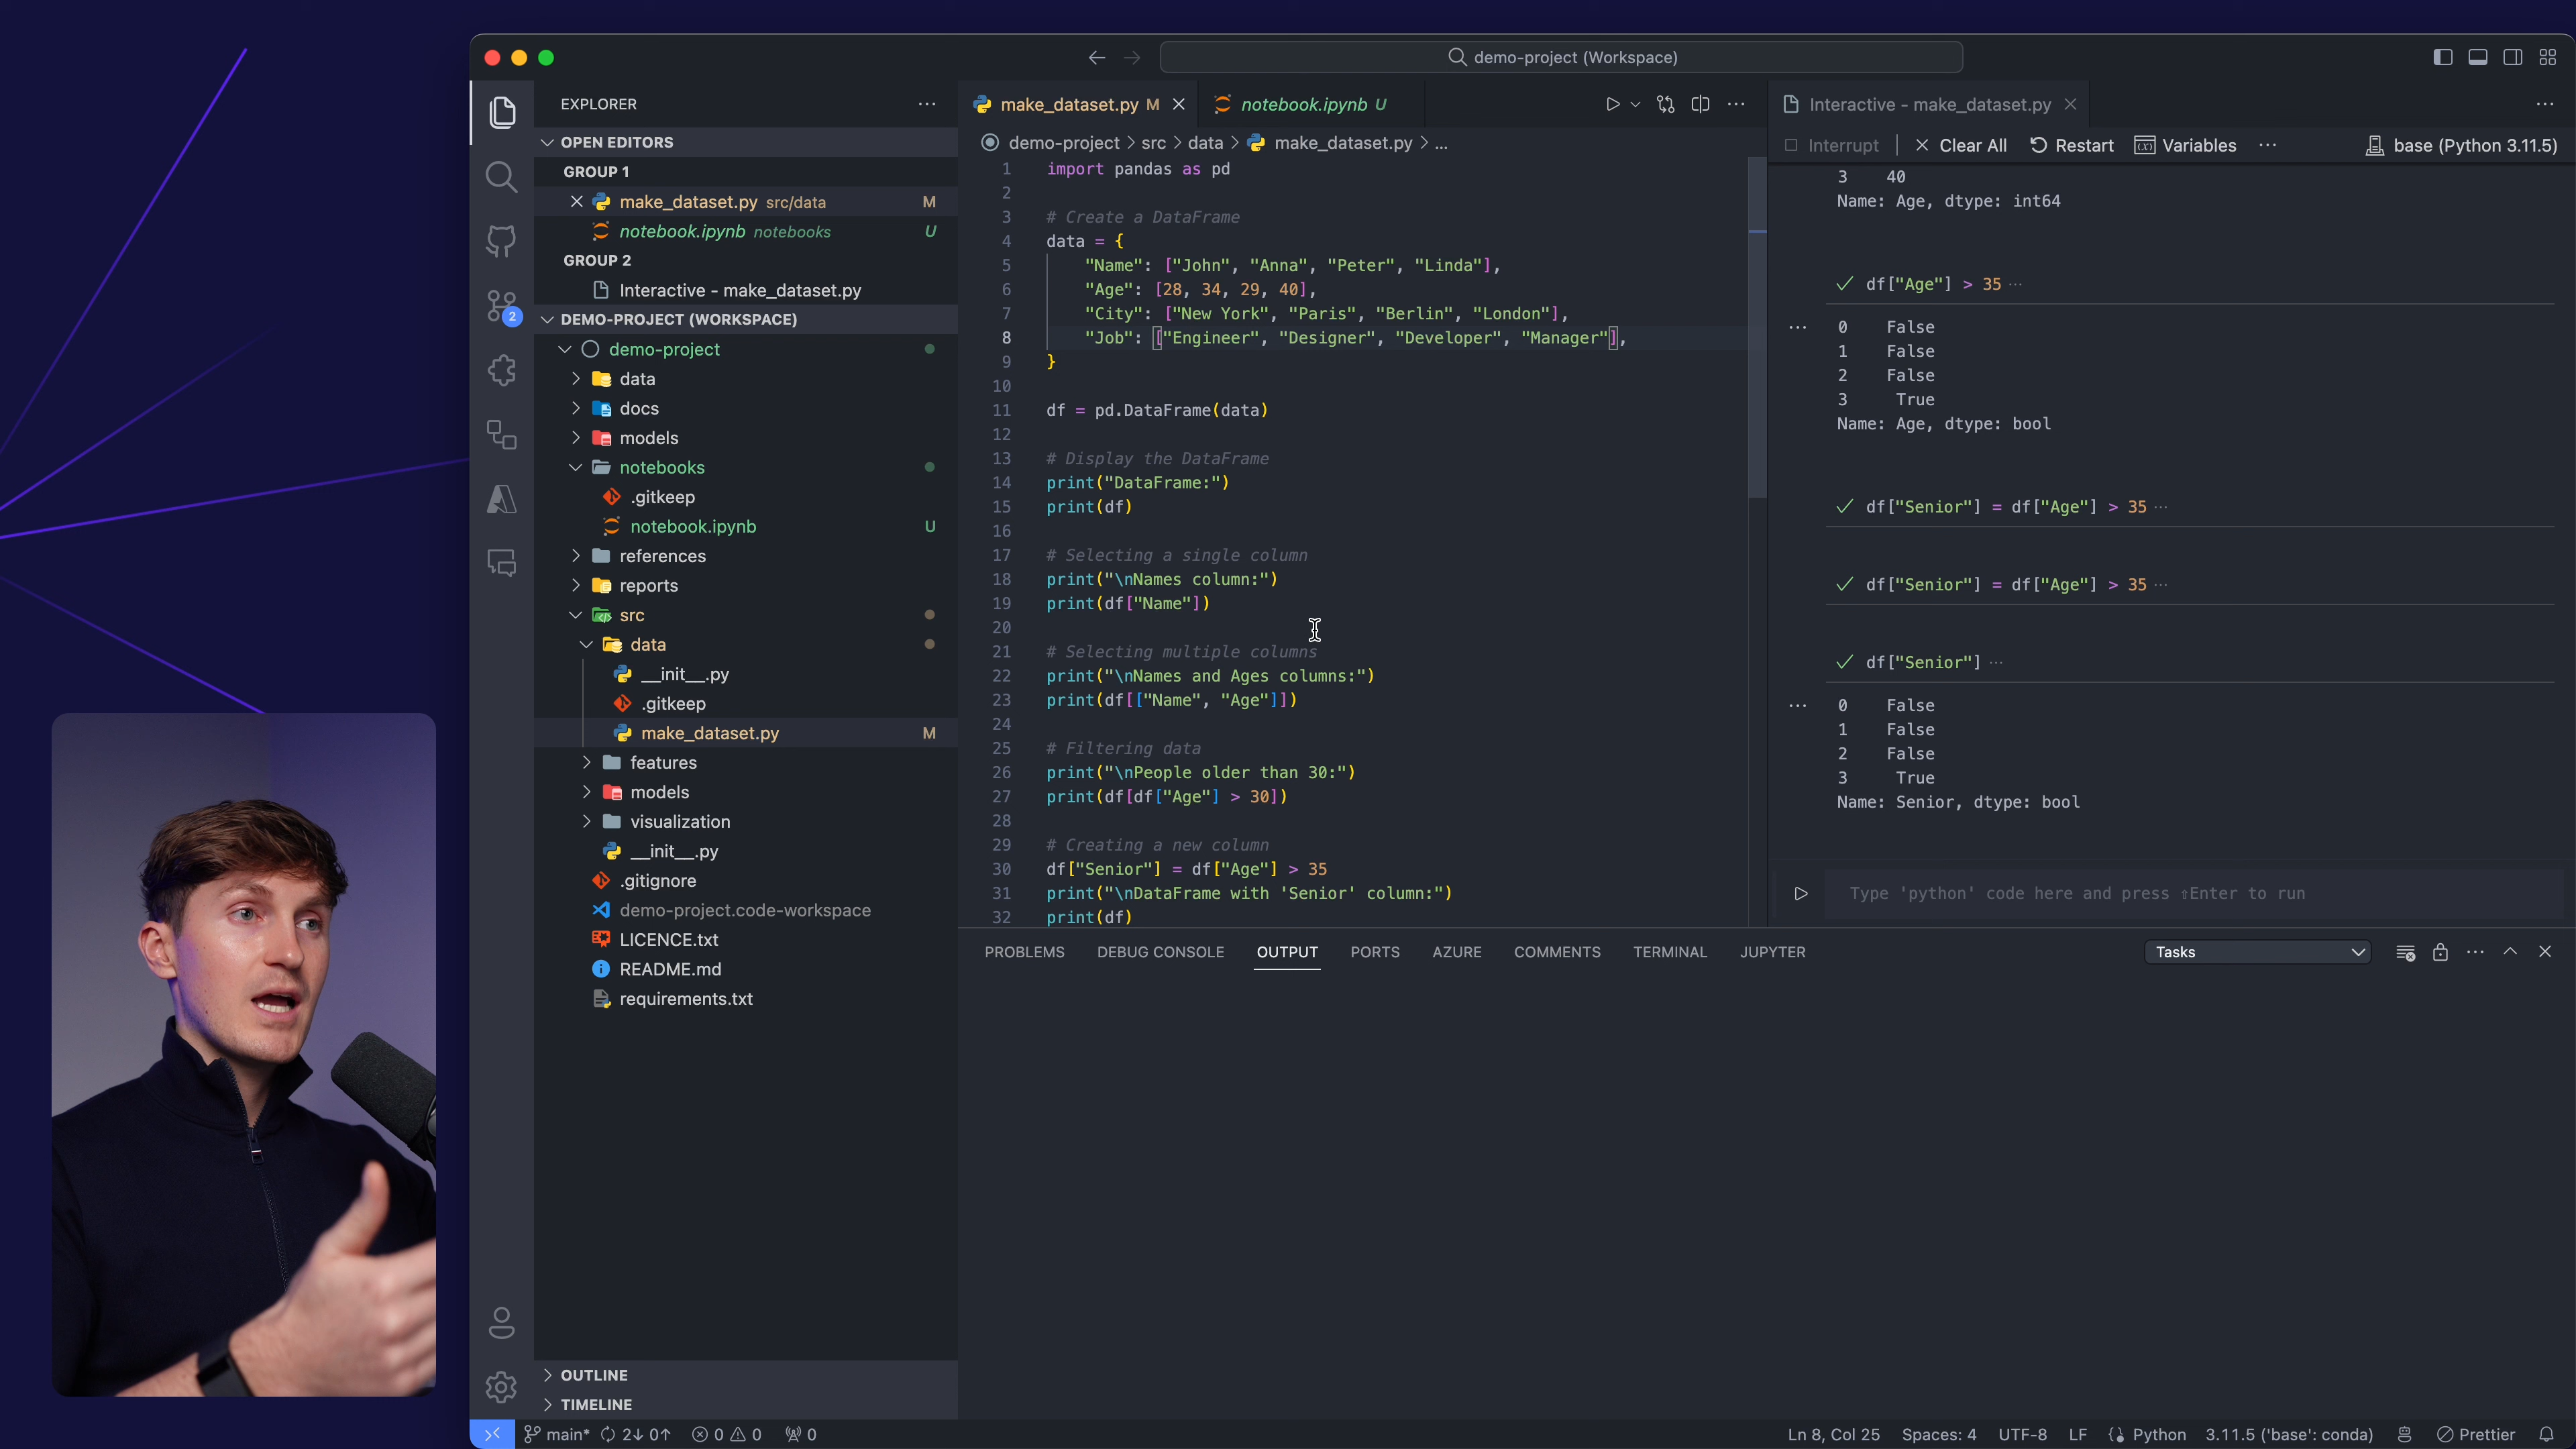 demo-project (Workspace)
EXPLORER
OPEN EDITORS
GROUP 1
make_dataset.py src/data M
notebook.ipynb notebooks U
GROUP 2
Interactive - make_dataset.py
DEMO-PROJECT (WORKSPACE)
demo-project
data
docs
models
notebooks
.gitkeep
notebook.ipynb U
references
reports
src
data
__init__.py
.gitkeep
make_dataset.py M
features
models
visualization
__init__.py
.gitignore
demo-project.code-workspace
LICENCE.txt
README.md
requirements.txt
OUTLINE
TIMELINE
2
make_dataset.py M
notebook.ipynb U
demo-project > src > data > make_dataset.py > ...
1 import pandas as pd
2
3 # Create a DataFrame
4 data = {
5 "Name": ["John", "Anna", "Peter", "Linda"],
6 "Age": [28, 34, 29, 40],
7 "City": ["New York", "Paris", "Berlin", "London"],
8 "Job": ["Engineer", "Designer", "Developer", "Manager"],
9 }
10
11 df = pd.DataFrame(data)
12
13 # Display the DataFrame
14 print("DataFrame:")
15 print(df)
16
17 # Selecting a single column
18 print("\nNames column:")
19 print(df["Name"])
20
21 # Selecting multiple columns
22 print("\nNames and Ages columns:")
23 print(df[["Name", "Age"]])
24
25 # Filtering data
26 print("\nPeople older than 30:")
27 print(df[df["Age"] > 30])
28
29 # Creating a new column
30 df["Senior"] = df["Age"] > 35
31 print("\nDataFrame with 'Senior' column:")
32 print(df)
Interactive - make_dataset.py
Interrupt | Clear All Restart Variables ... base (Python 3.11.5)
3 40
Name: Age, dtype: int64
df["Age"] > 35 ...
0 False
1 False
2 False
3 True
Name: Age, dtype: bool
df["Senior"] = df["Age"] > 35 ...
df["Senior"] = df["Age"] > 35 ...
df["Senior"] ...
0 False
1 False
2 False
3 True
Name: Senior, dtype: bool
Type 'python' code here and press ⇧Enter to run
PROBLEMS DEBUG CONSOLE OUTPUT PORTS AZURE COMMENTS TERMINAL JUPYTER
Tasks
main* 2↓ 0↑ 0 0 0
Ln 8, Col 25 Spaces: 4 UTF-8 LF Python 3.11.5 ('base': conda) Prettier